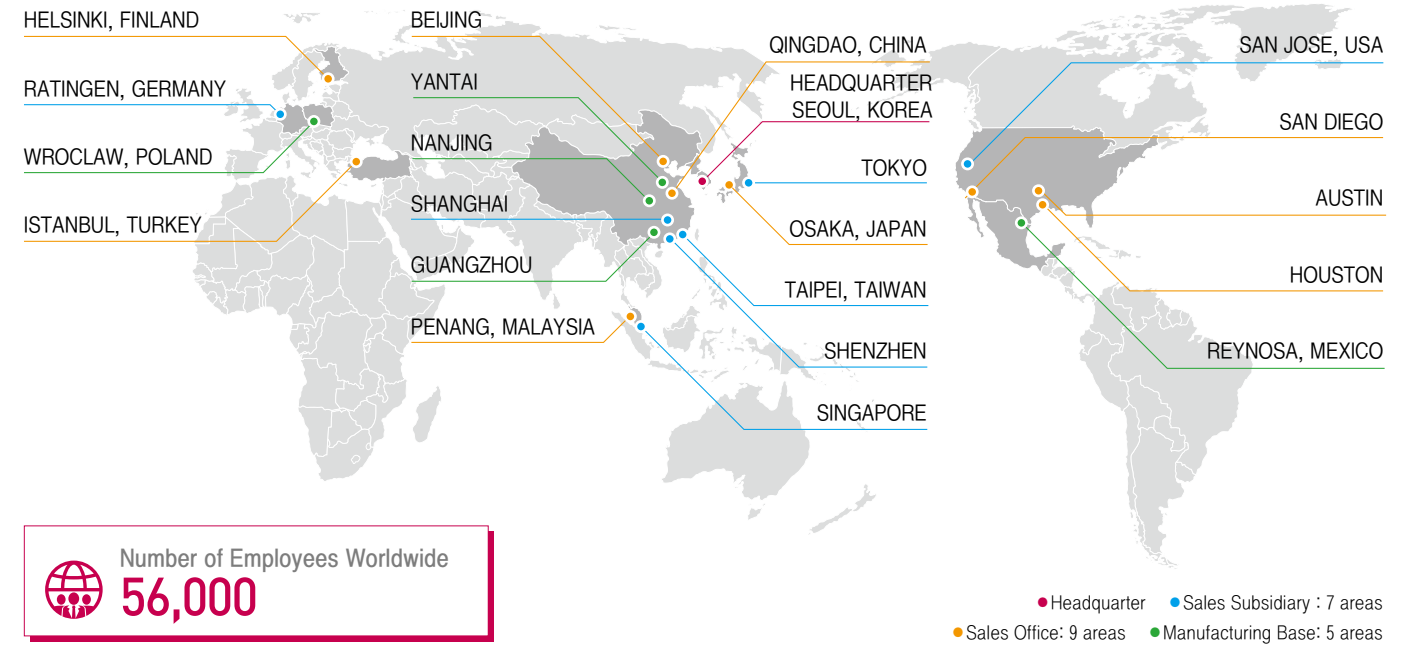 HELSINKI, FINLAND
RATINGEN, GERMANY
WROCLAW, POLAND
ISTANBUL, TURKEY
BEIJING
YANTAI
NANJING
SHANGHAI
GUANGZHOU
PENANG, MALAYSIA
QINGDAO, CHINA
HEADQUARTER
SEOUL, KOREA
TOKYO
OSAKA, JAPAN
TAIPEI, TAIWAN
SHENZHEN
SINGAPORE
SAN JOSE, USA
SAN DIEGO
AUSTIN
HOUSTON
REYNOSA, MEXICO
Number of Employees Worldwide
56,000
Headquarter Sales Subsidiary : 7 areas
Sales Office: 9 areas Manufacturing Base: 5 areas